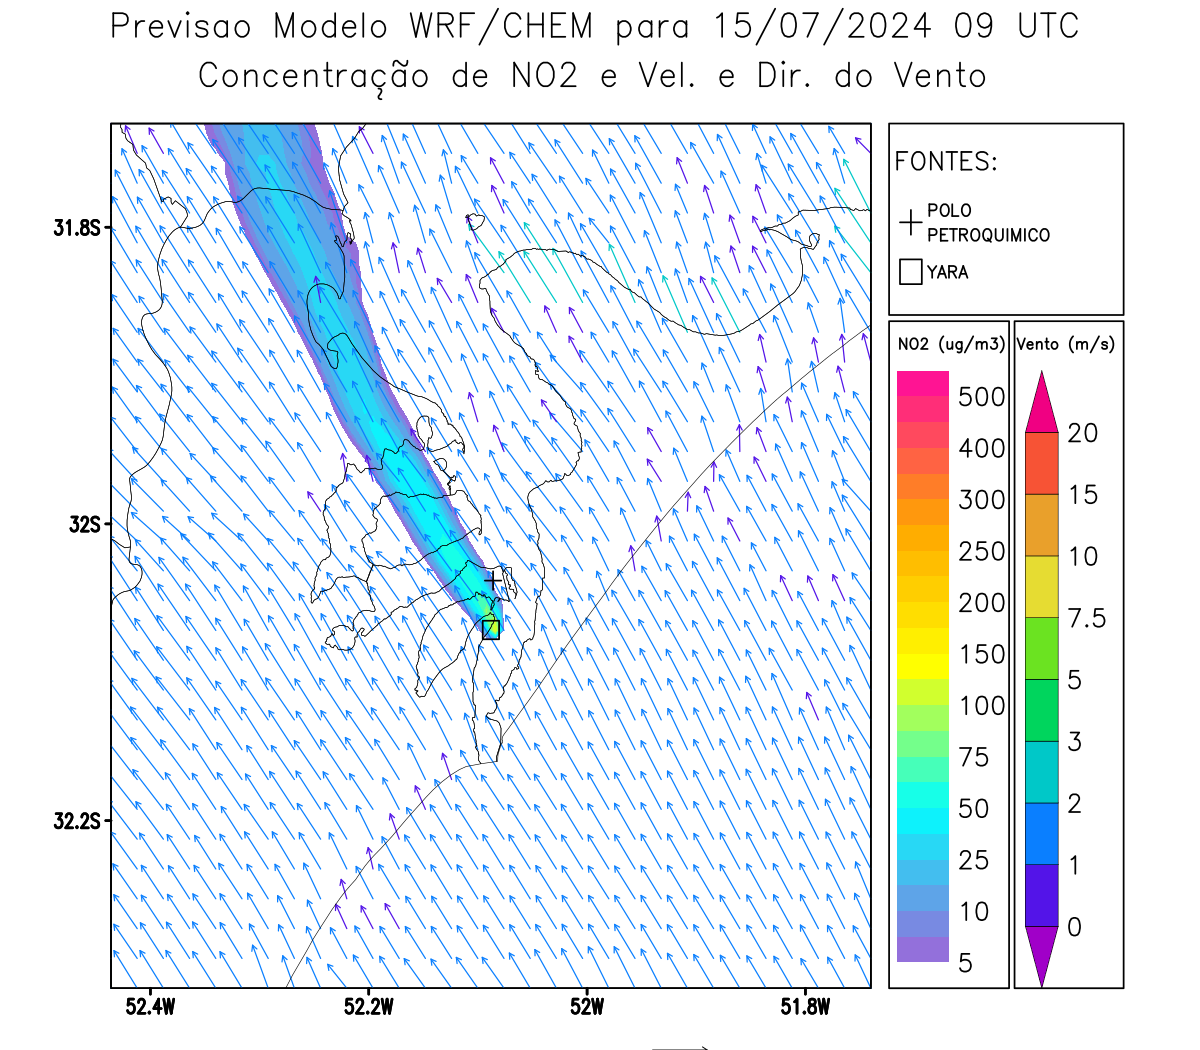 Previsao Modelo WRF/CHEM para 15/07/2024 09 UTC
Concentração de NO2 e Vel. e Dir. do Vento
FONTES:
POLO
PETROQUIMICO
YARA
NO2 (ug/m3)
500
400
300
250
200
150
100
75
50
25
10
5
Vento (m/s)
20
15
10
7.5
5
3
2
1
0
31.8S
32S
32.2S
52.4W
52.2W
52W
51.8W